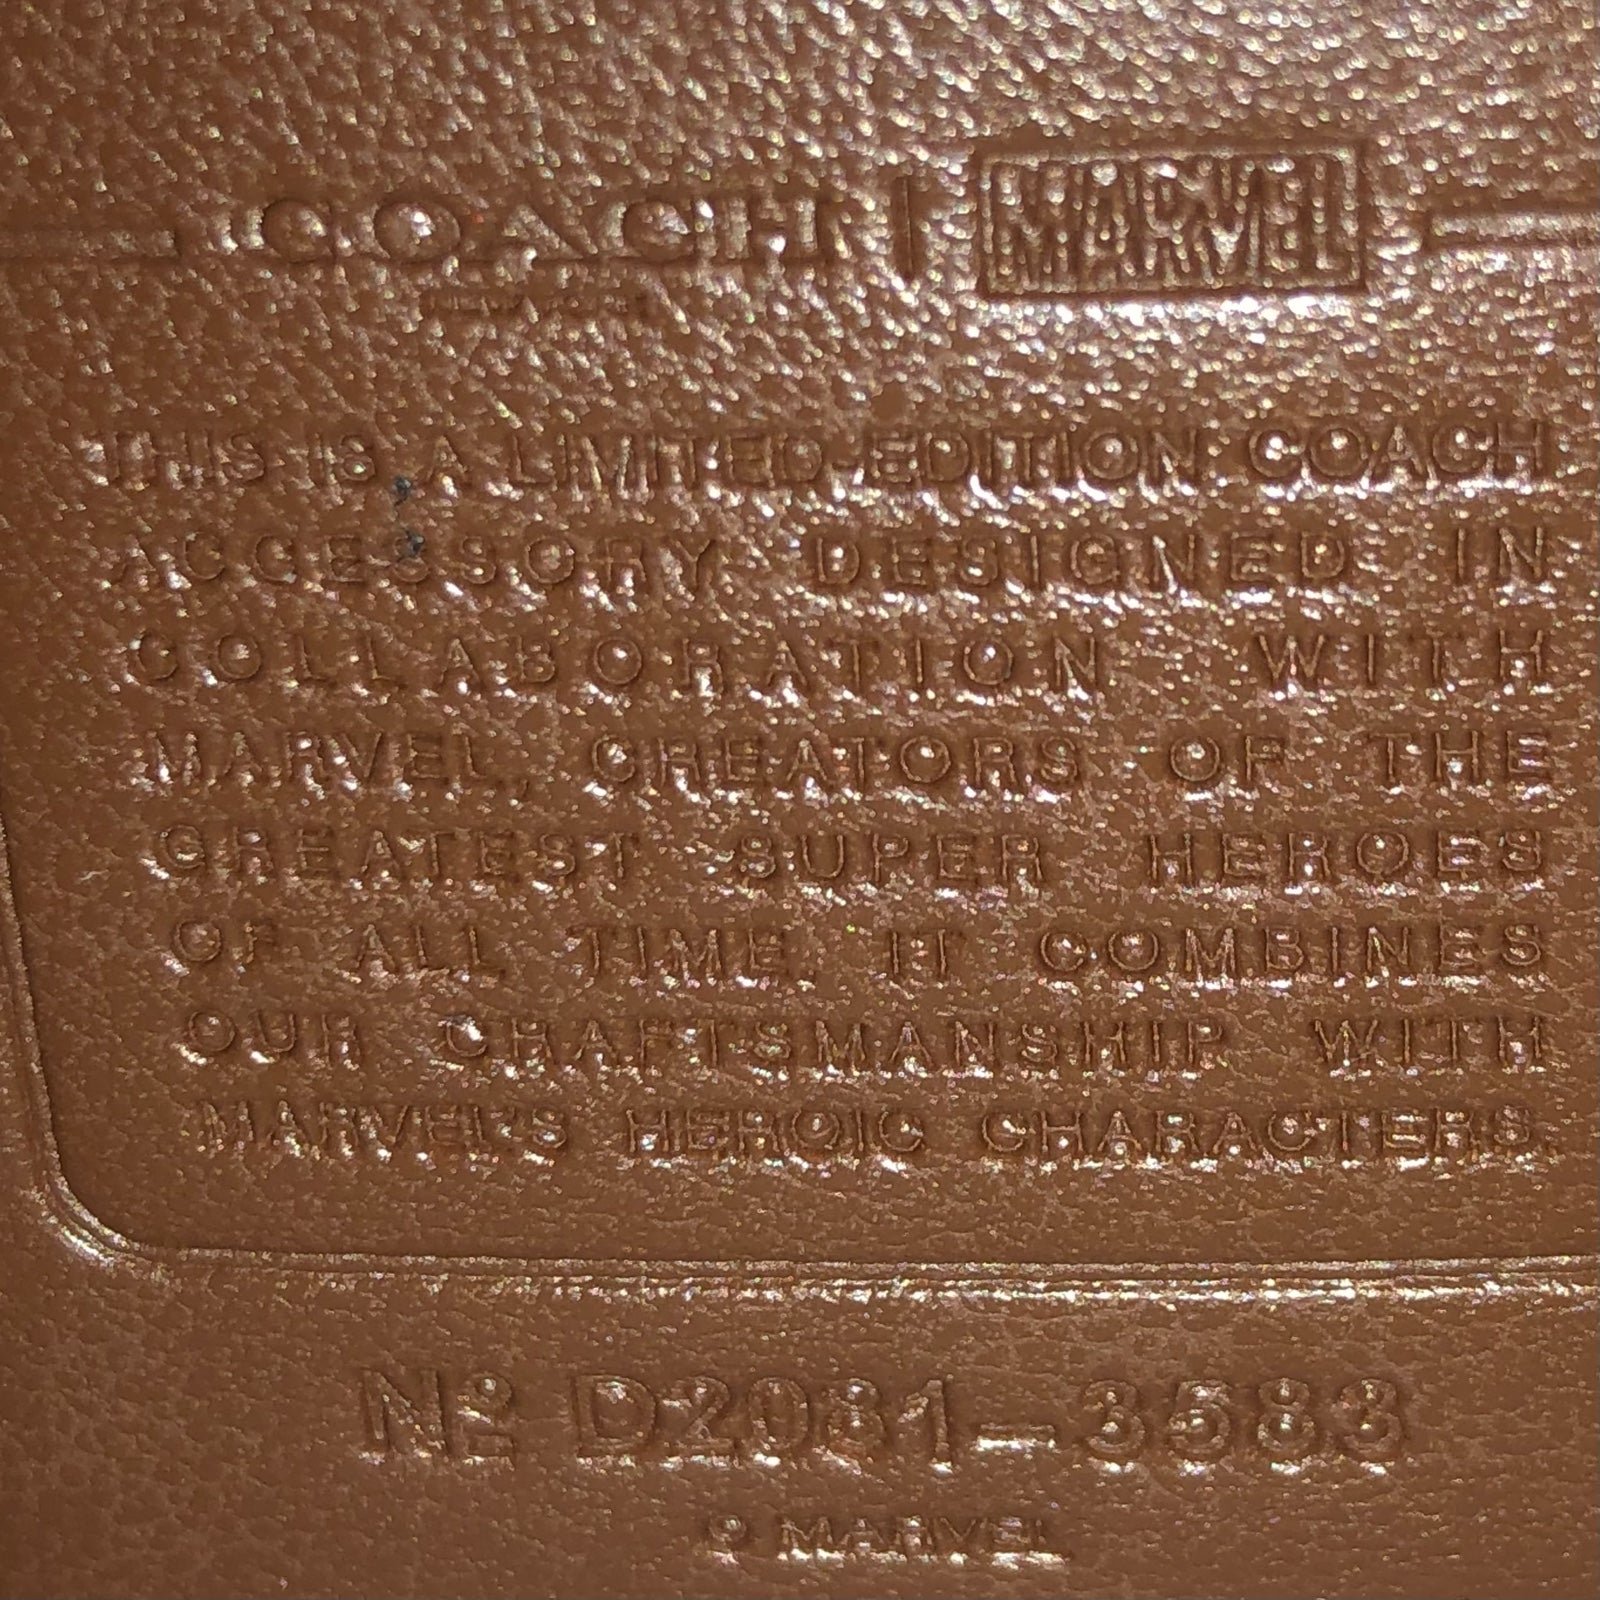 COACH | MARVEL
NEW YORK
THIS IS A LIMITED-EDITION COACH
ACCESSORY DESIGNED IN
COLLABORATION WITH
MARVEL, CREATORS OF THE
GREATEST SUPER HEROES
OF ALL TIME. IT COMBINES
OUR CRAFTSMANSHIP WITH
MARVEL'S HEROIC CHARACTERS.
Nº D2081-3583
© MARVEL